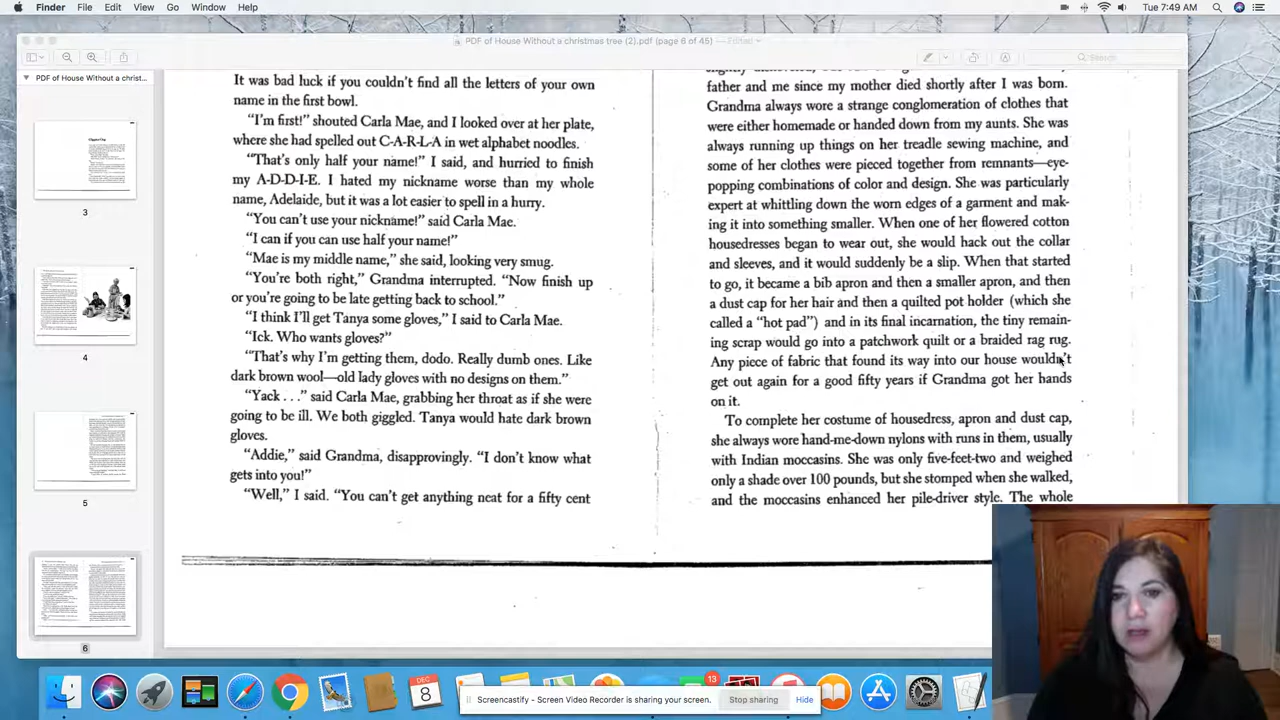 Finder File Edit View Go Window Help
Tue 7:49 AM
PDF of House Without a christmas tree (2).pdf (page 6 of 45) — Edited
Search
PDF of House Without a christ...
3
4
5
6
It was bad luck if you couldn't find all the letters of your own
name in the first bowl.
"I'm first!" shouted Carla Mae, and I looked over at her plate,
where she had spelled out C-A-R-L-A in wet alphabet noodles.
"That's only half your name!" I said, and hurried to finish
my A-D-D-I-E. I hated my nickname worse than my whole
name, Adelaide, but it was a lot easier to spell in a hurry.
"You can't use your nickname!" said Carla Mae.
"I can if you can use half your name!"
"Mae is my middle name," she said, looking very smug.
"You're both right," Grandma interrupted. "Now finish up
or you're going to be late getting back to school."
"I think I'll get Tanya some gloves," I said to Carla Mae.
"Ick. Who wants gloves?"
"That's why I'm getting them, dodo. Really dumb ones. Like
dark brown wool—old lady gloves with no designs on them."
"Yack . . ." said Carla Mae, grabbing her throat as if she were
going to be ill. We both giggled. Tanya would hate dark brown
gloves.
"Addie," said Grandma, disapprovingly. "I don't know what
gets into you!"
"Well," I said. "You can't get anything neat for a fifty cent
father and me since my mother died shortly after I was born.
Grandma always wore a strange conglomeration of clothes that
were either homemade or handed down from my aunts. She was
always running up things on her treadle sewing machine, and
some of her clothes were pieced together from remnants—eye-
popping combinations of color and design. She was particularly
expert at whittling down the worn edges of a garment and mak-
ing it into something smaller. When one of her flowered cotton
housedresses began to wear out, she would hack out the collar
and sleeves, and it would suddenly be a slip. When that started
to go, it became a bib apron and then a smaller apron, and then
a dust cap for her hair and then a quilted pot holder (which she
called a "hot pad") and in its final incarnation, the tiny remain-
ing scrap would go into a patchwork quilt or a braided rag rug.
Any piece of fabric that found its way into our house wouldn't
get out again for a good fifty years if Grandma got her hands
on it.
To complete her costume of housedress, apron and dust cap,
she always wore hand-me-down nylons with runs in them, usually
with Indian moccasins. She was only five-feet-two and weighed
only a shade over 100 pounds, but she stomped when she walked,
and the moccasins enhanced her pile-driver style. The whole
DEC
8
13
Screencastify - Screen Video Recorder is sharing your screen. Stop sharing Hide